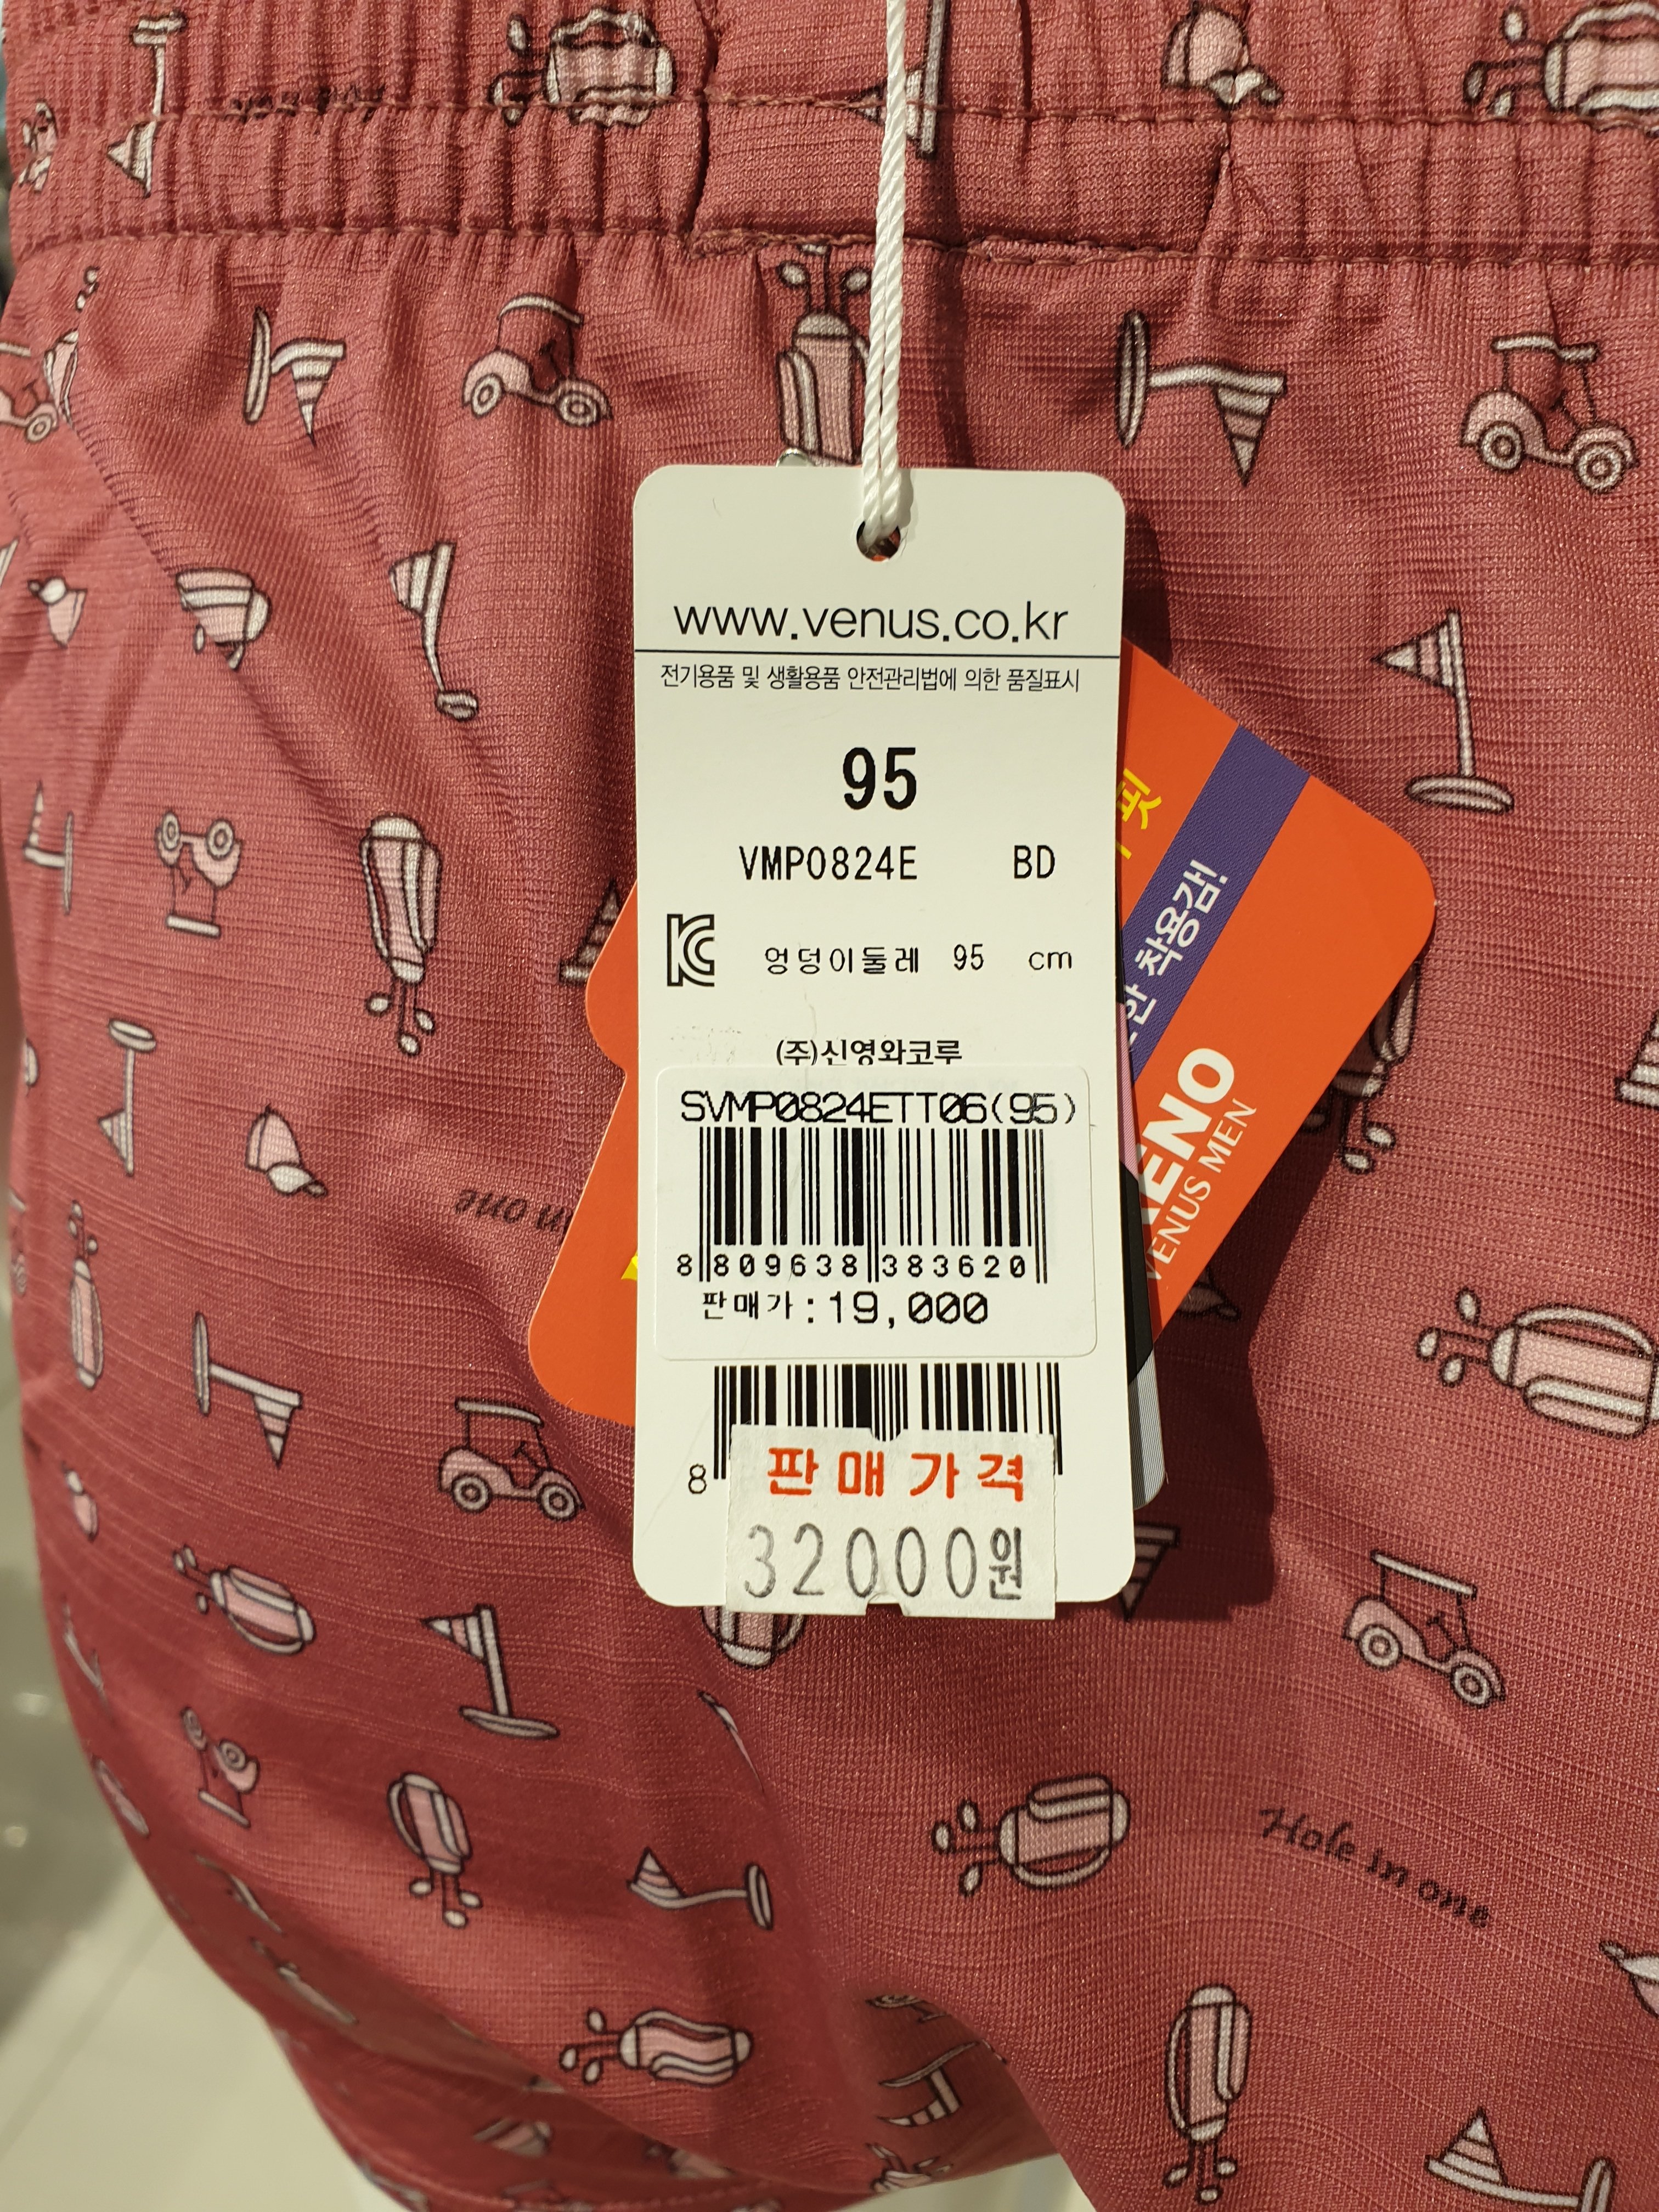 www.venus.co.kr
전기용품 및 생활용품 안전관리법에 의한 품질표시
95
VMP0824E BD
엉덩이둘레 95 cm
(주)신영와코루
SVMP0824ETT06(95)
8 809638 383620
판매가:19,000
8
판매가격
32000원
핏
착용감!
VENUS MEN
in one
Hole in one